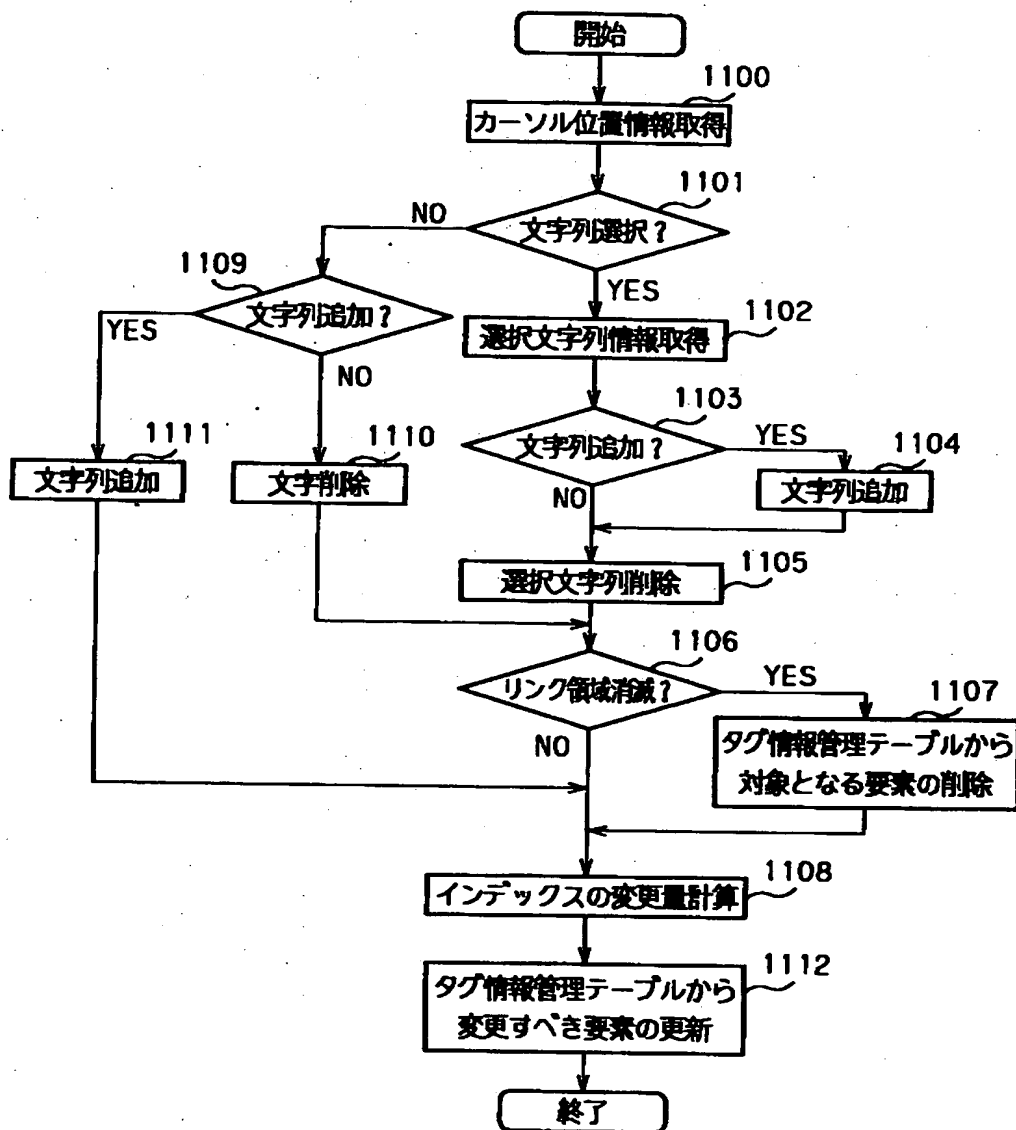 開始
1100
カーソル位置情報取得
1101
文字列選択?
NO
YES
1109
文字列追加?
YES
NO
1102
選択文字列情報取得
1103
文字列追加?
YES
NO
1104
文字列追加
1111
文字列追加
1110
文字削除
1105
選択文字列削除
1106
リンク領域消滅?
YES
NO
1107
タグ情報管理テーブルから
対象となる要素の削除
1108
インデックスの変更量計算
1112
タグ情報管理テーブルから
変更すべき要素の更新
終了